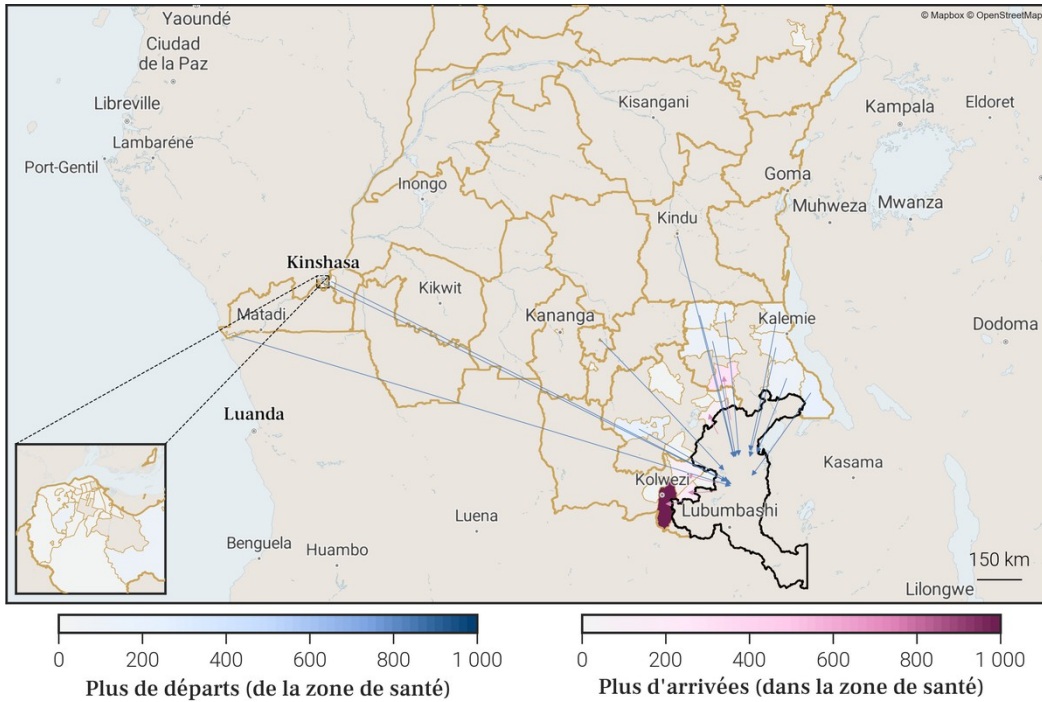 © Mapbox © OpenStreetMap
Yaoundé
Ciudad
de la Paz
Libreville
Lambaréné
Port-Gentil
Kisangani
Kampala
Eldoret
Inongo
Goma
Muhweza
Mwanza
Kindu
Kinshasa
Kikwit
Matadi
Kananga
Kalemie
Dodoma
Luanda
Kasama
Kolwezi
Lubumbashi
Luena
Benguela
Huambo
150 km
Lilongwe
0 200 400 600 800 1 000
Plus de départs (de la zone de santé)
0 200 400 600 800 1 000
Plus d'arrivées (dans la zone de santé)